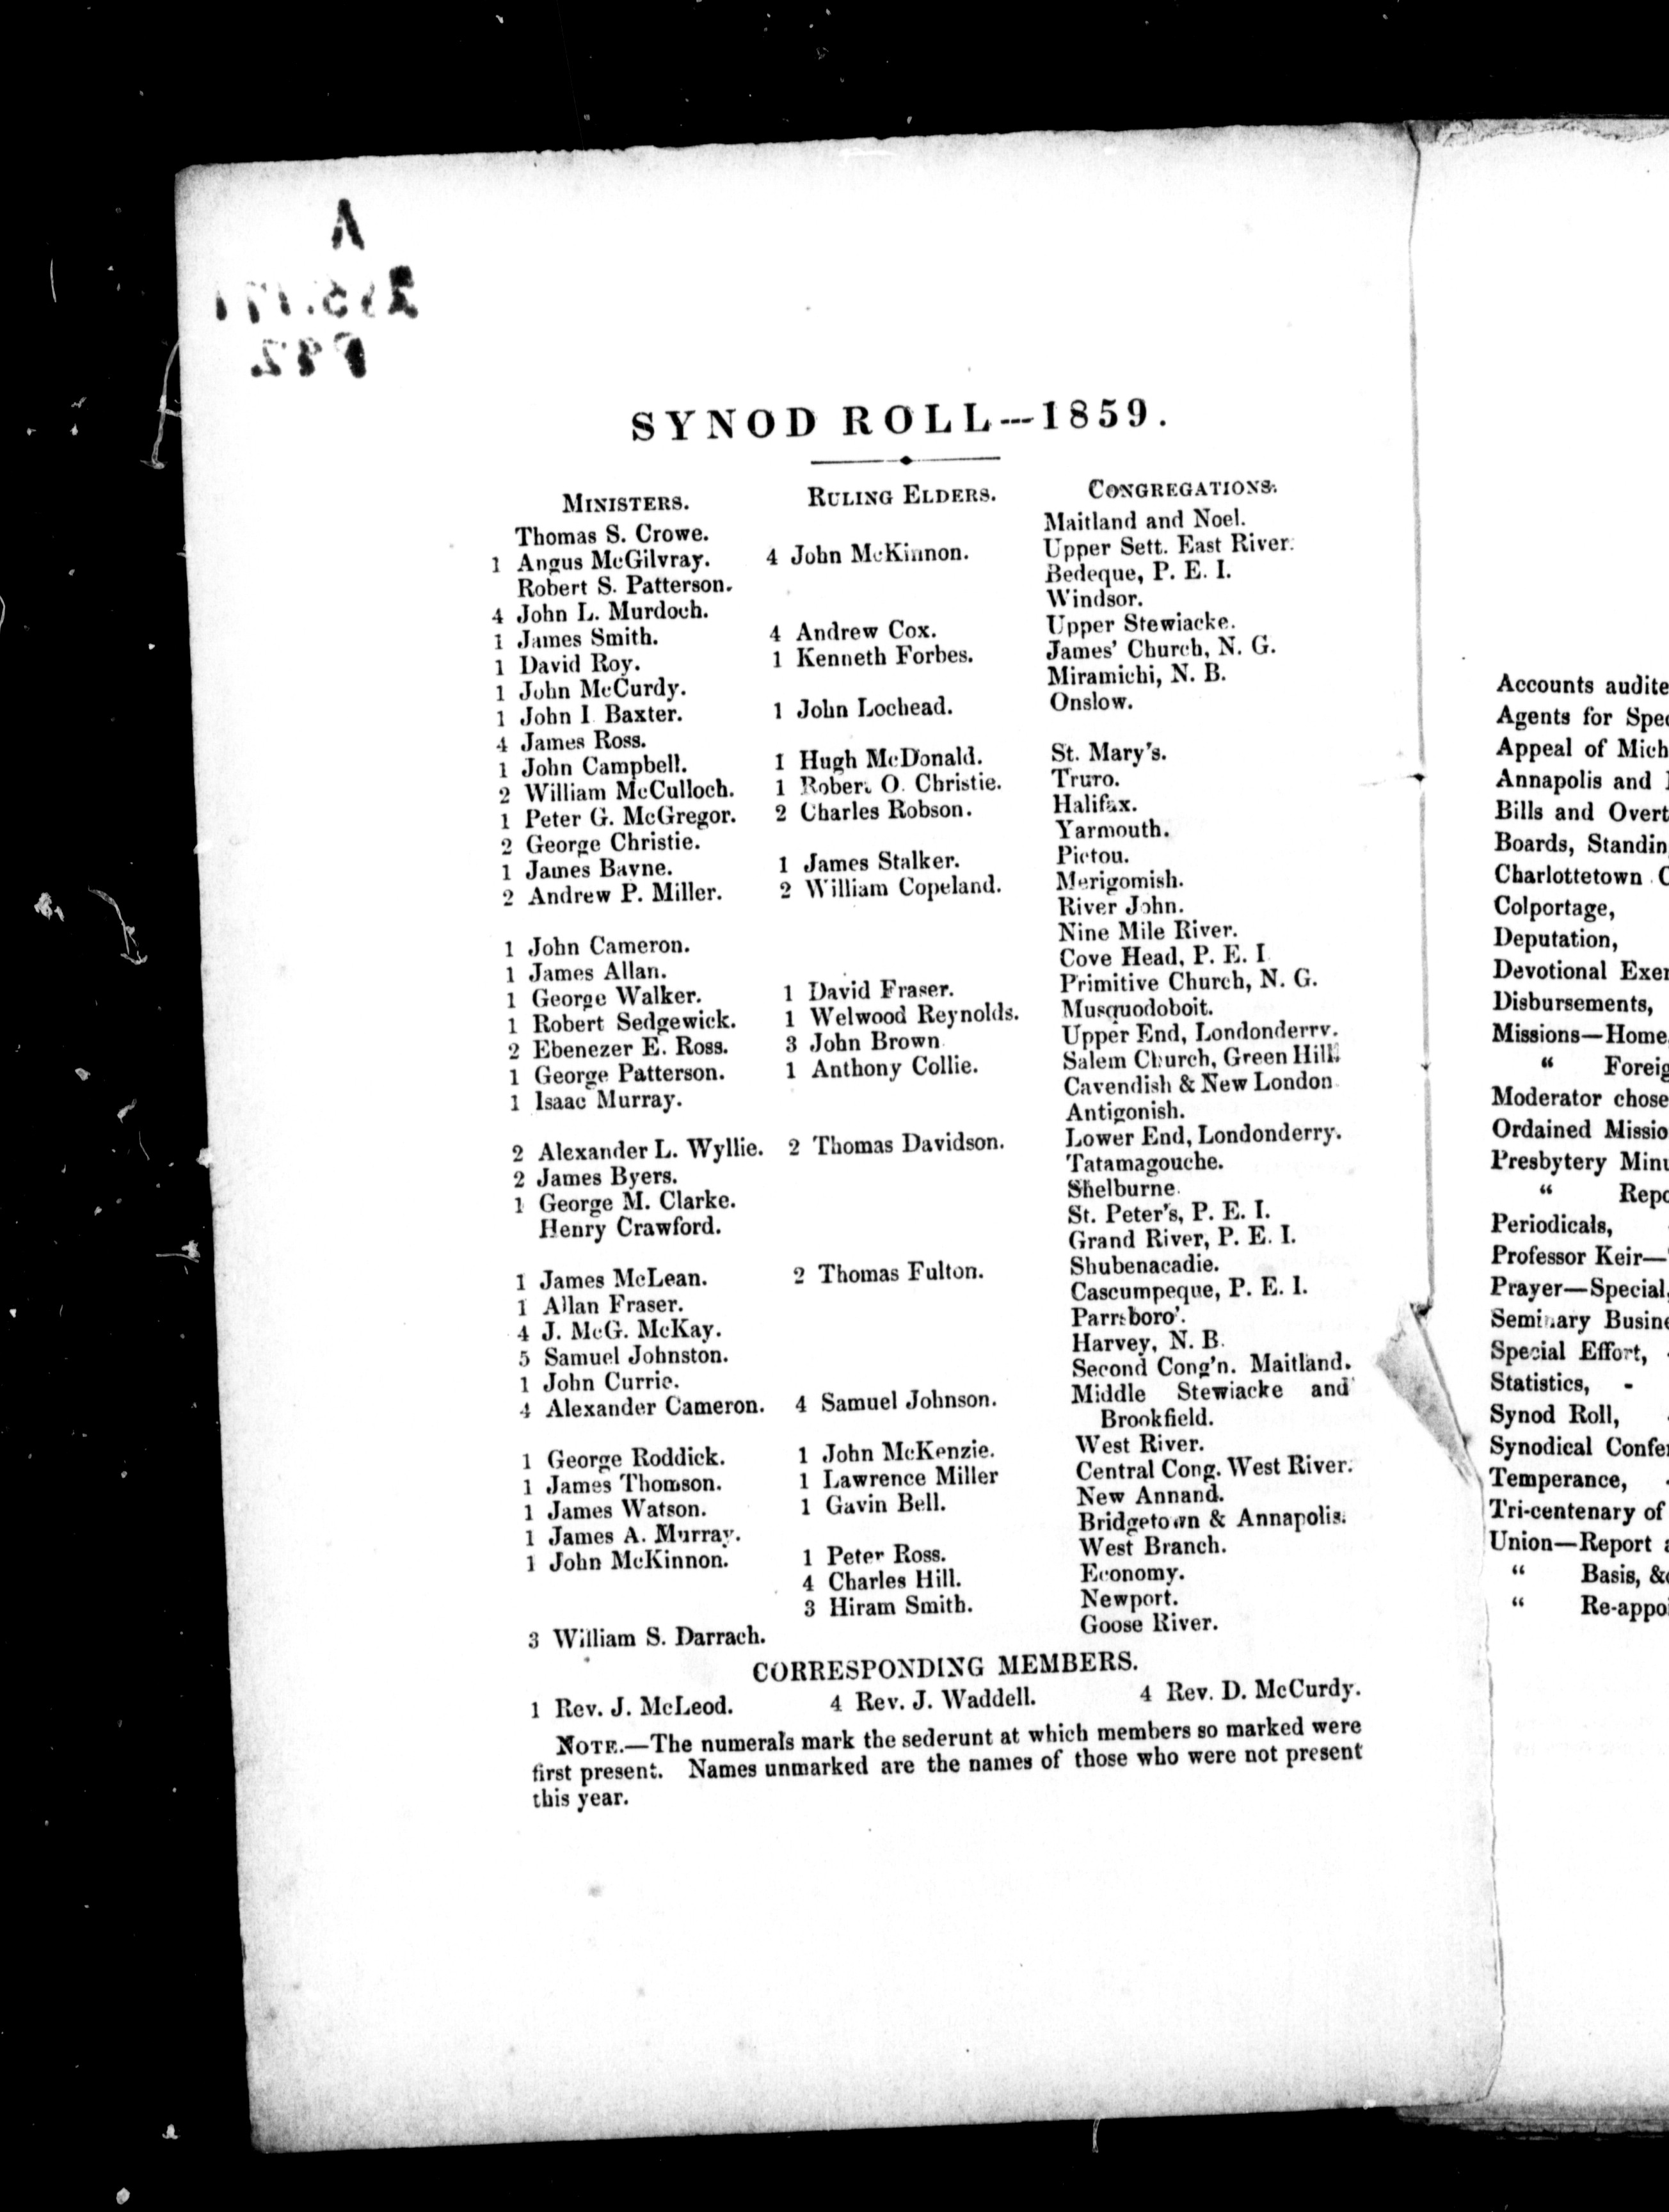 SYNOD ROLL---1859.
MINISTERS. RULING ELDERS. CONGREGATIONS.
Thomas S. Crowe. Maitland and Noel.
1 Angus McGilvray. 4 John McKinnon. Upper Sett. East River.
Robert S. Patterson. Bedeque, P. E. I.
4 John L. Murdoch. Windsor.
1 James Smith. 4 Andrew Cox. Upper Stewiacke.
1 David Roy. 1 Kenneth Forbes. James' Church, N. G.
1 John McCurdy. Miramichi, N. B.
1 John I. Baxter. 1 John Lochead. Onslow.
4 James Ross.
1 John Campbell. 1 Hugh McDonald. St. Mary's.
2 William McCulloch. 1 Robert O. Christie. Truro.
1 Peter G. McGregor. 2 Charles Robson. Halifax.
2 George Christie. Yarmouth.
1 James Bayne. 1 James Stalker. Pictou.
2 Andrew P. Miller. 2 William Copeland. Merigomish.
River John.
1 John Cameron. Nine Mile River.
1 James Allan. Cove Head, P. E. I
1 George Walker. 1 David Fraser. Primitive Church, N. G.
1 Robert Sedgewick. 1 Welwood Reynolds. Musquodoboit.
2 Ebenezer E. Ross. 3 John Brown Upper End, Londonderry.
1 George Patterson. 1 Anthony Collie. Salem Church, Green Hill.
1 Isaac Murray. Cavendish & New London.
Antigonish.
2 Alexander L. Wyllie. 2 Thomas Davidson. Lower End, Londonderry.
2 James Byers. Tatamagouche.
1 George M. Clarke. Shelburne.
Henry Crawford. St. Peter's, P. E. I.
Grand River, P. E. I.
1 James McLean. 2 Thomas Fulton. Shubenacadie.
1 Allan Fraser. Cascumpeque, P. E. I.
4 J. McG. McKay. Parrsboro'.
5 Samuel Johnston. Harvey, N. B.
1 John Currie. Second Cong'n. Maitland.
4 Alexander Cameron. 4 Samuel Johnson. Middle Stewiacke and
Brookfield.
1 George Roddick. 1 John McKenzie. West River.
1 James Thomson. 1 Lawrence Miller Central Cong. West River.
1 James Watson. 1 Gavin Bell. New Annand.
1 James A. Murray. Bridgetown & Annapolis.
1 John McKinnon. 1 Peter Ross. West Branch.
4 Charles Hill. Economy.
3 Hiram Smith. Newport.
3 William S. Darrach. Goose River.
CORRESPONDING MEMBERS.
1 Rev. J. McLeod. 4 Rev. J. Waddell. 4 Rev. D. McCurdy.
NOTE.—The numerals mark the sederunt at which members so marked were
first present. Names unmarked are the names of those who were not present
this year.
Accounts audite
Agents for Spec
Appeal of Mich
Annapolis and
Bills and Overt
Boards, Standin
Charlottetown C
Colportage,
Deputation,
Devotional Exer
Disbursements,
Missions—Home,
“ Foreig
Moderator chose
Ordained Missio
Presbytery Minu
“ Repo
Periodicals,
Professor Keir—
Prayer—Special,
Seminary Busine
Special Effort,
Statistics, -
Synod Roll,
Synodical Confer
Temperance,
Tri-centenary of
Union—Report a
“ Basis, &c
“ Re-appoi